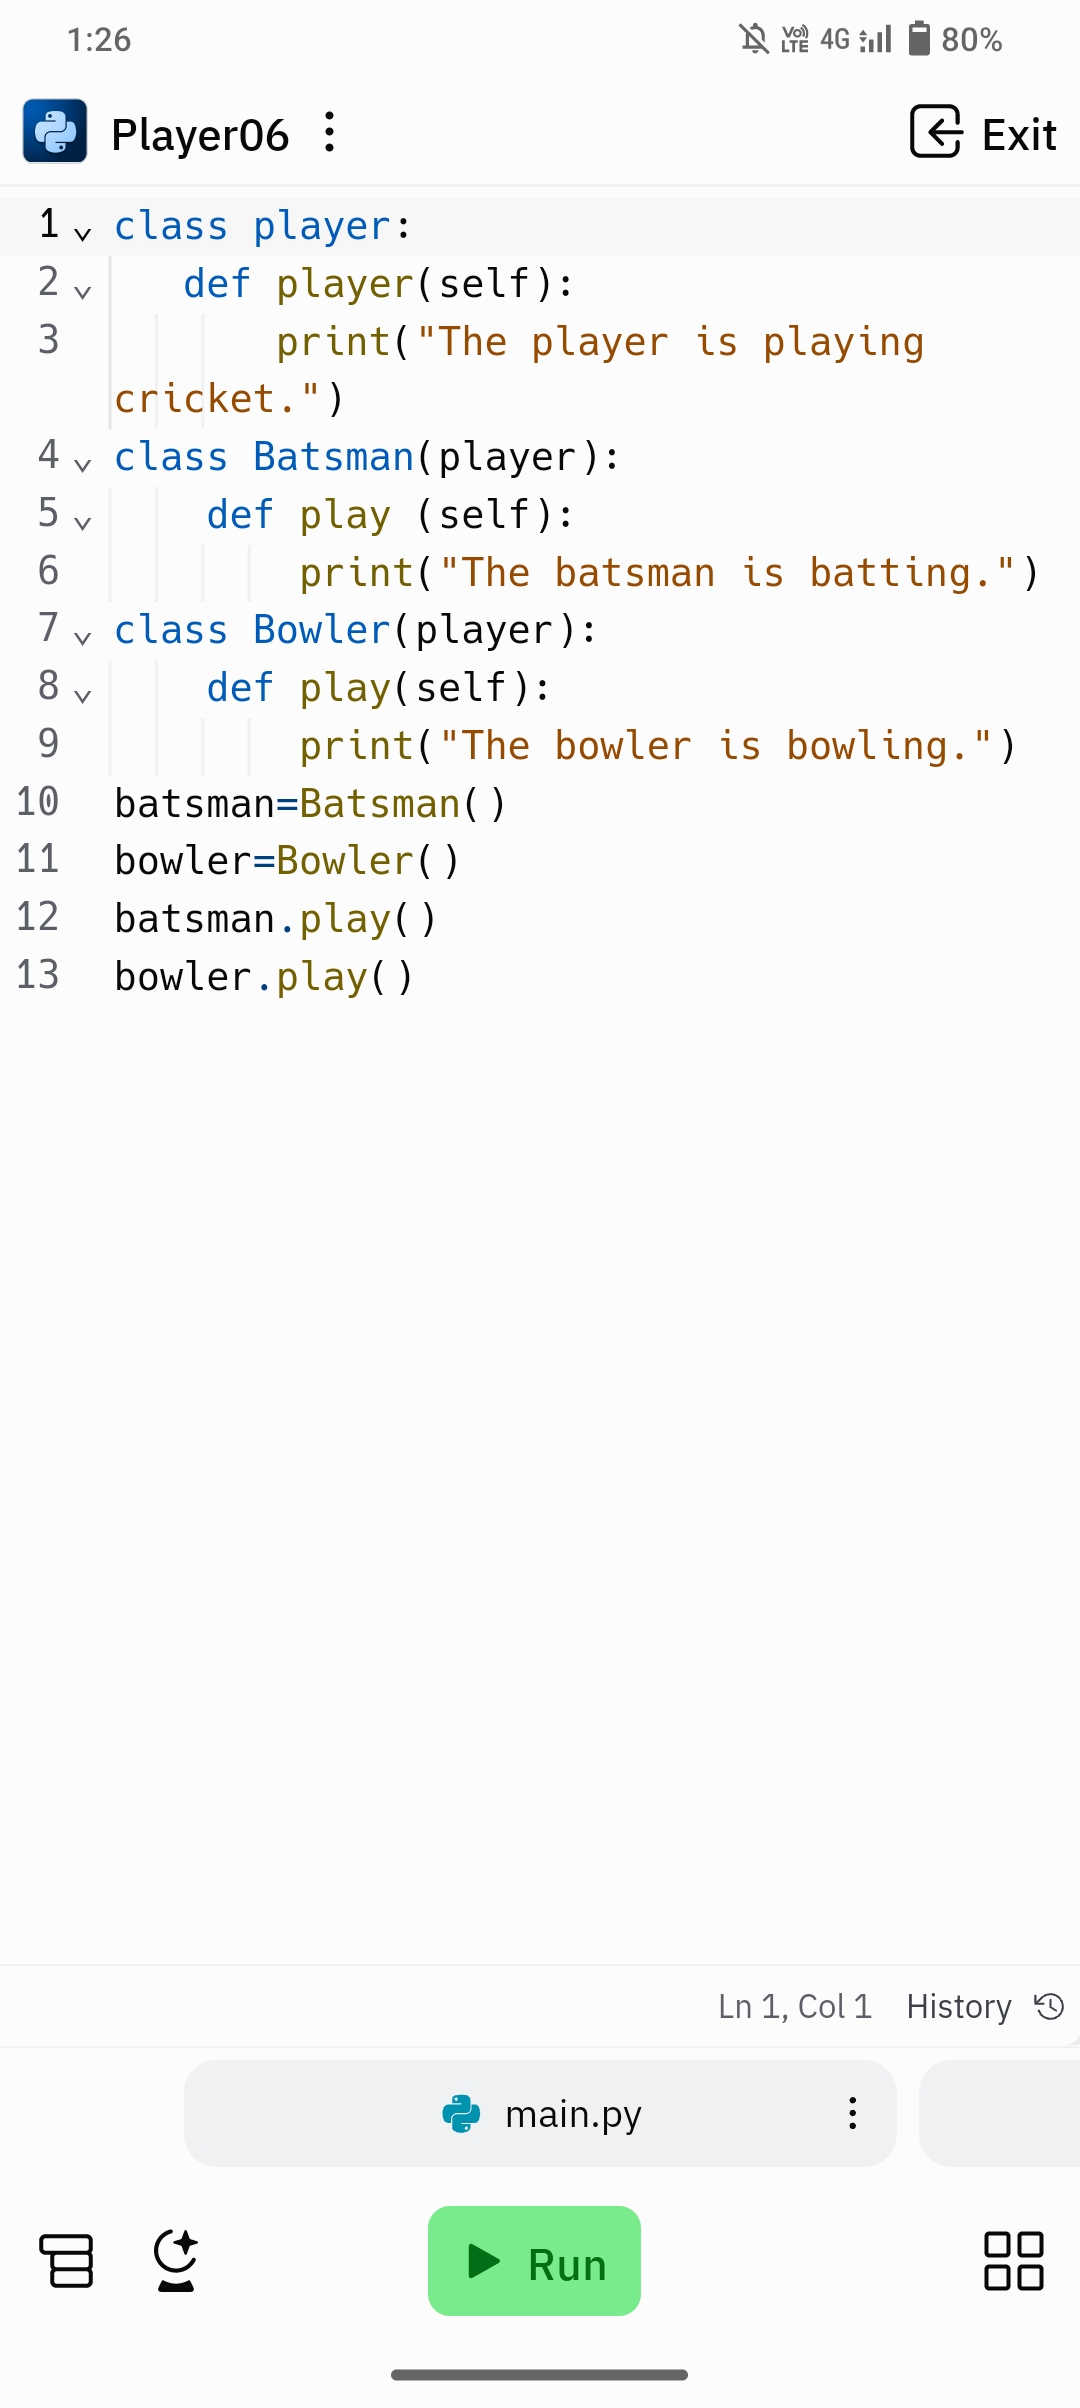 1:26 Vo) LTE 4G 80%
Player06 Exit
1 class player:
2    def player(self):
3        print("The player is playing
cricket.")
4 class Batsman(player):
5     def play (self):
6         print("The batsman is batting.")
7 class Bowler(player):
8     def play(self):
9         print("The bowler is bowling.")
10 batsman=Batsman()
11 bowler=Bowler()
12 batsman.play()
13 bowler.play()
Ln 1, Col 1 History
main.py
Run